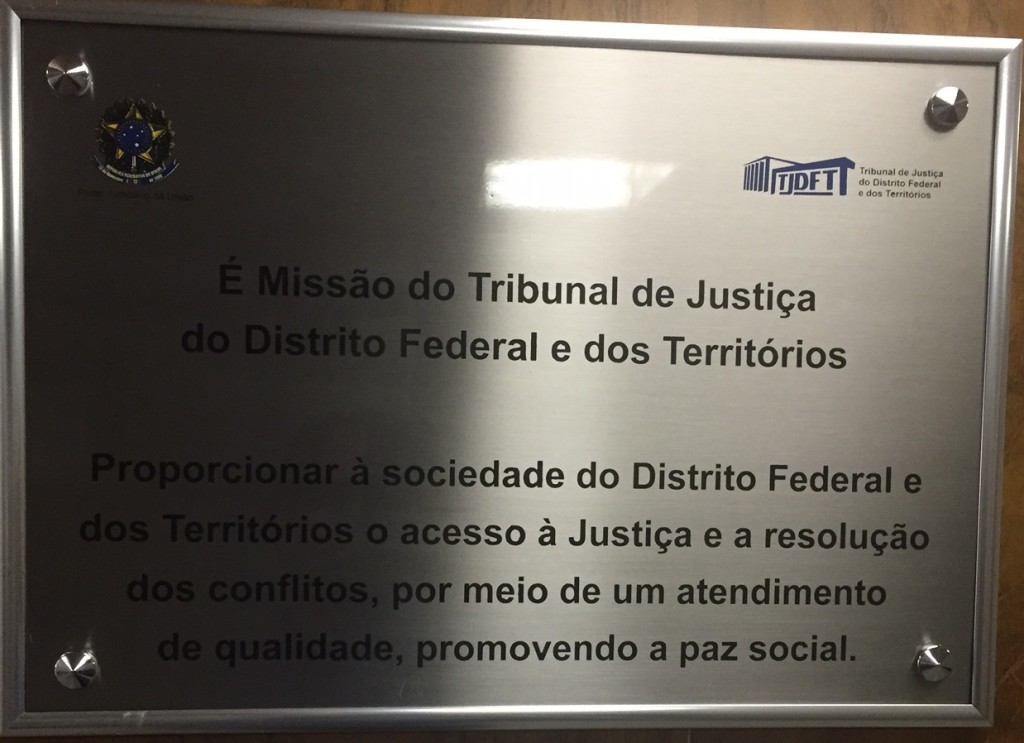 TJDFT
Tribunal de Justiça
do Distrito Federal
e dos Territórios
É Missão do Tribunal de Justiça
do Distrito Federal e dos Territórios
Proporcionar à sociedade do Distrito Federal e
dos Territórios o acesso à Justiça e a resolução
dos conflitos, por meio de um atendimento
de qualidade, promovendo a paz social.